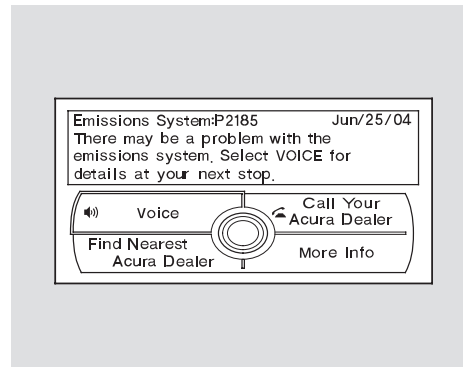 Emissions System:P2185 Jun/25/04
There may be a problem with the
emissions system. Select VOICE for
details at your next stop.
Voice
Call Your
Acura Dealer
Find Nearest
Acura Dealer
More Info